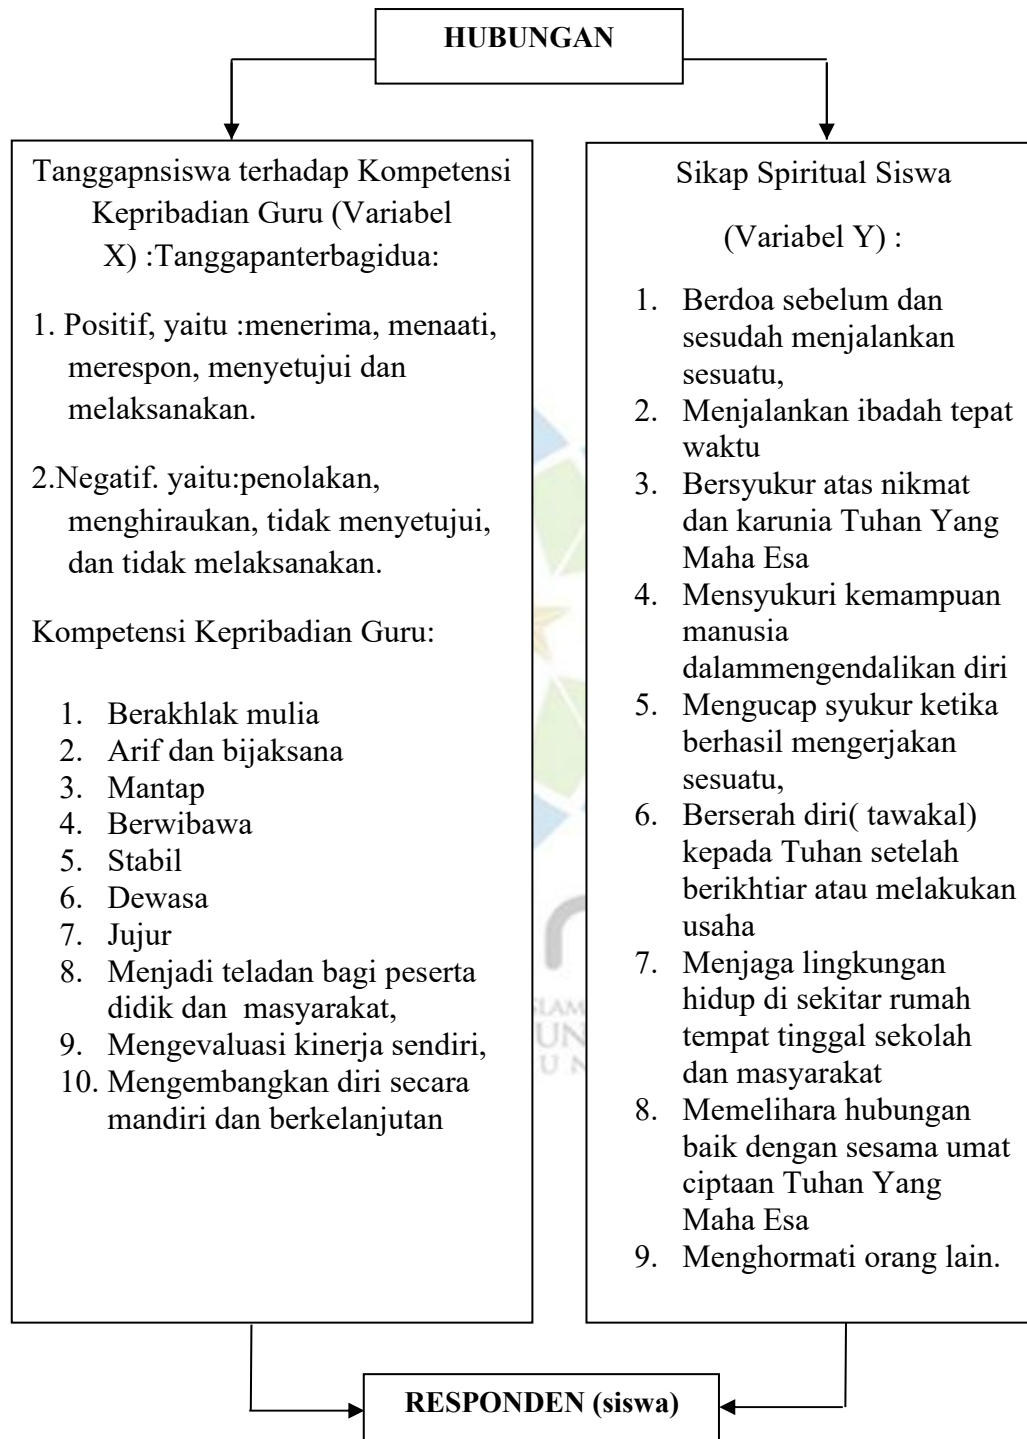 HUBUNGAN
Tanggapnsiswa terhadap Kompetensi
Kepribadian Guru (Variabel
X) :Tanggapanterbagidua:
1. Positif, yaitu :menerima, menaati,
merespon, menyetujui dan
melaksanakan.
2.Negatif. yaitu:penolakan,
menghiraukan, tidak menyetujui,
dan tidak melaksanakan.
Kompetensi Kepribadian Guru:
1. Berakhlak mulia
2. Arif dan bijaksana
3. Mantap
4. Berwibawa
5. Stabil
6. Dewasa
7. Jujur
8. Menjadi teladan bagi peserta
didik dan masyarakat,
9. Mengevaluasi kinerja sendiri,
10. Mengembangkan diri secara
mandiri dan berkelanjutan
Sikap Spiritual Siswa
(Variabel Y) :
1. Berdoa sebelum dan
sesudah menjalankan
sesuatu,
2. Menjalankan ibadah tepat
waktu
3. Bersyukur atas nikmat
dan karunia Tuhan Yang
Maha Esa
4. Mensyukuri kemampuan
manusia
dalammengendalikan diri
5. Mengucap syukur ketika
berhasil mengerjakan
sesuatu,
6. Berserah diri( tawakal)
kepada Tuhan setelah
berikhtiar atau melakukan
usaha
7. Menjaga lingkungan
hidup di sekitar rumah
tempat tinggal sekolah
dan masyarakat
8. Memelihara hubungan
baik dengan sesama umat
ciptaan Tuhan Yang
Maha Esa
9. Menghormati orang lain.
RESPONDEN (siswa)